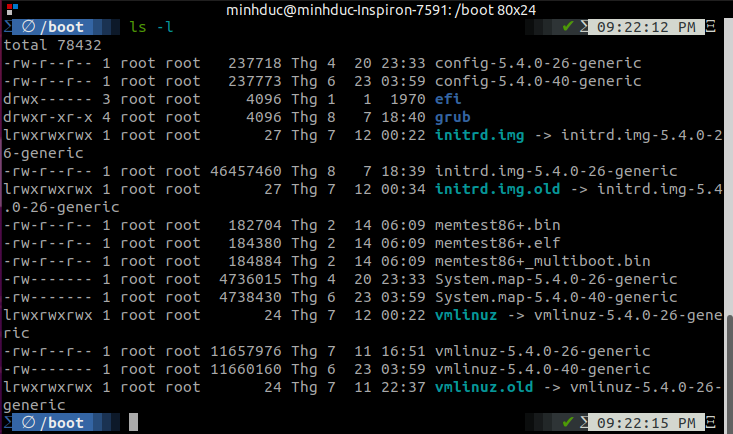 minhduc@minhduc-Inspiron-7591: /boot 80x24
∅ /boot ls -l ✔ 09:22:12 PM
total 78432
-rw-r--r-- 1 root root   237718 Thg 4  20 23:33 config-5.4.0-26-generic
-rw-r--r-- 1 root root   237773 Thg 6  23 03:59 config-5.4.0-40-generic
drwx------ 3 root root     4096 Thg 1   1  1970 efi
drwxr-xr-x 4 root root     4096 Thg 8   7 18:40 grub
lrwxrwxrwx 1 root root       27 Thg 7  12 00:22 initrd.img -> initrd.img-5.4.0-2
6-generic
-rw-r--r-- 1 root root 46457460 Thg 8   7 18:39 initrd.img-5.4.0-26-generic
lrwxrwxrwx 1 root root       27 Thg 7  12 00:34 initrd.img.old -> initrd.img-5.4
.0-26-generic
-rw-r--r-- 1 root root   182704 Thg 2  14 06:09 memtest86+.bin
-rw-r--r-- 1 root root   184380 Thg 2  14 06:09 memtest86+.elf
-rw-r--r-- 1 root root   184884 Thg 2  14 06:09 memtest86+_multiboot.bin
-rw------- 1 root root  4736015 Thg 4  20 23:33 System.map-5.4.0-26-generic
-rw------- 1 root root  4738430 Thg 6  23 03:59 System.map-5.4.0-40-generic
lrwxrwxrwx 1 root root       24 Thg 7  12 00:22 vmlinuz -> vmlinuz-5.4.0-26-gene
ric
-rw-r--r-- 1 root root 11657976 Thg 7  11 16:51 vmlinuz-5.4.0-26-generic
-rw------- 1 root root 11660160 Thg 6  23 03:59 vmlinuz-5.4.0-40-generic
lrwxrwxrwx 1 root root       24 Thg 7  11 22:37 vmlinuz.old -> vmlinuz-5.4.0-26-
generic
∅ /boot ✔ 09:22:15 PM